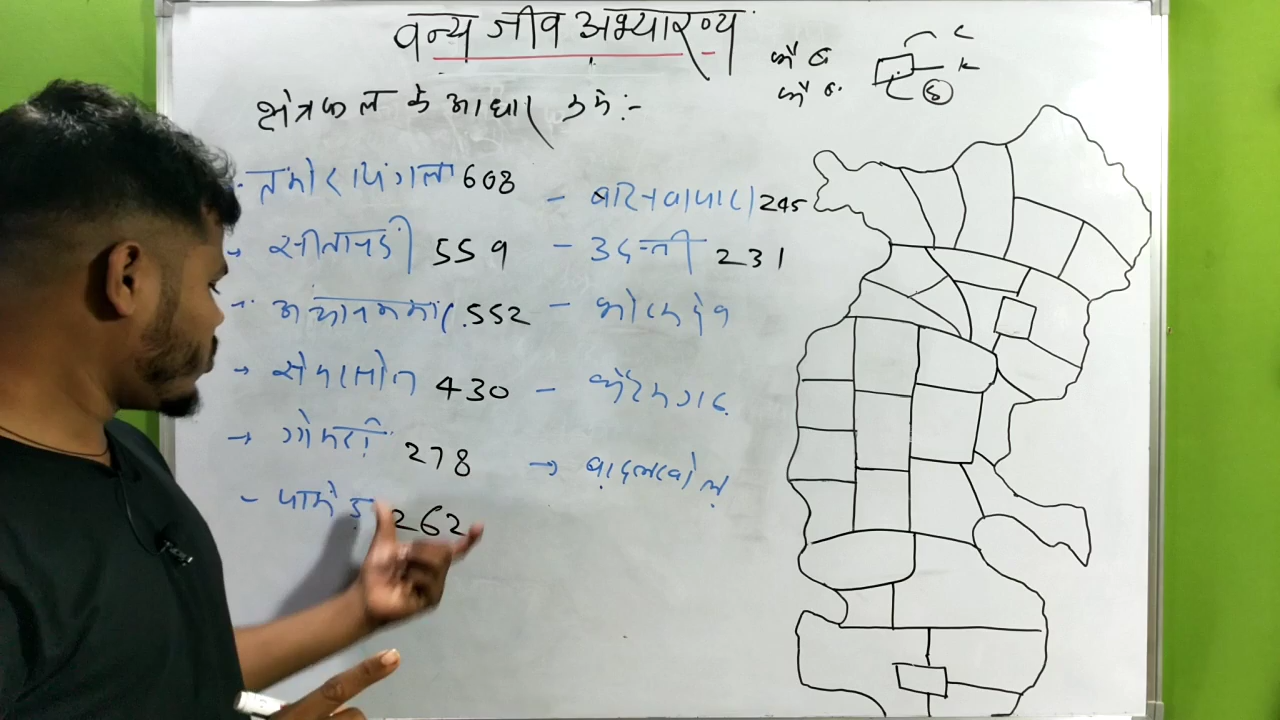 वन्य जीव अभ्यारण्य
क्षेत्रफल के आधार
तमोर पिंगला 608
सीतानदी 559
अचानकमार 552
सेमरसोत 430
गोमर्डा 278
पामेड 262
- बारनवापारा 245
- उदन्ती 231
- भोरमदेव
- भैरमगढ़
→ बादलखोल